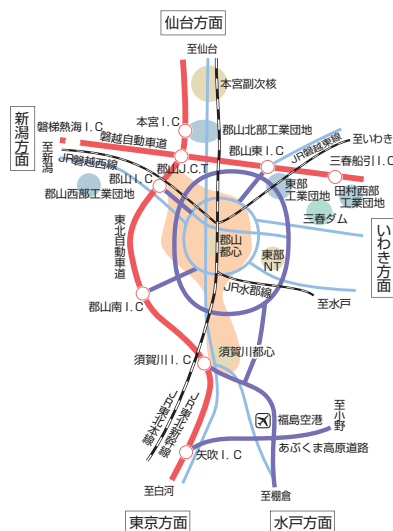 仙台方面
至仙台
本宮副次核
新潟方面
本宮I.C
磐梯熱海I.C
磐越自動車道
郡山北部工業団地
郡山東I.C
JR磐越東線
至いわき
至新潟
JR磐越西線
郡山J.C.T
三春船引I.C
郡山I.C
郡山西部工業団地
東部
工業団地
田村西部
工業団地
三春ダム
いわき方面
東北自動車道
郡山
都心
東部
NT
JR水郡線
至水戸
郡山南I.C
須賀川I.C
須賀川都心
JR東北本線
JR東北新幹線
福島空港
至小野
あぶくま高原道路
矢吹I.C
至白河
至棚倉
東京方面
水戸方面